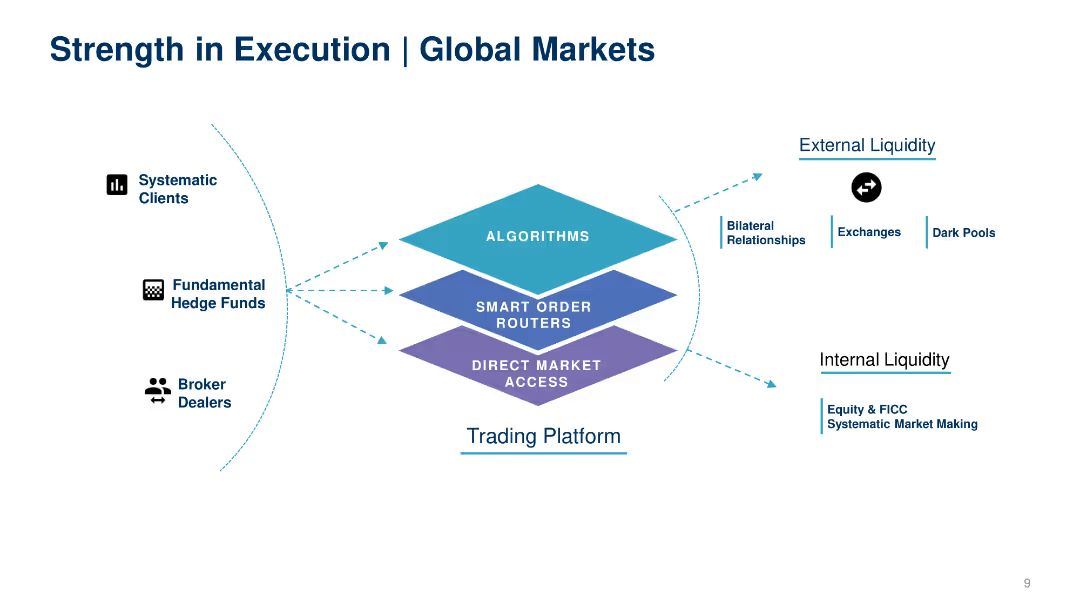 Strength in Execution | Global Markets
Systematic
Clients
Fundamental
Hedge Funds
Broker
Dealers
ALGORITHMS
SMART ORDER
ROUTERS
DIRECT MARKET
ACCESS
Trading Platform
External Liquidity
Bilateral
Relationships
Exchanges
Dark Pools
Internal Liquidity
Equity & FICC
Systematic Market Making
9